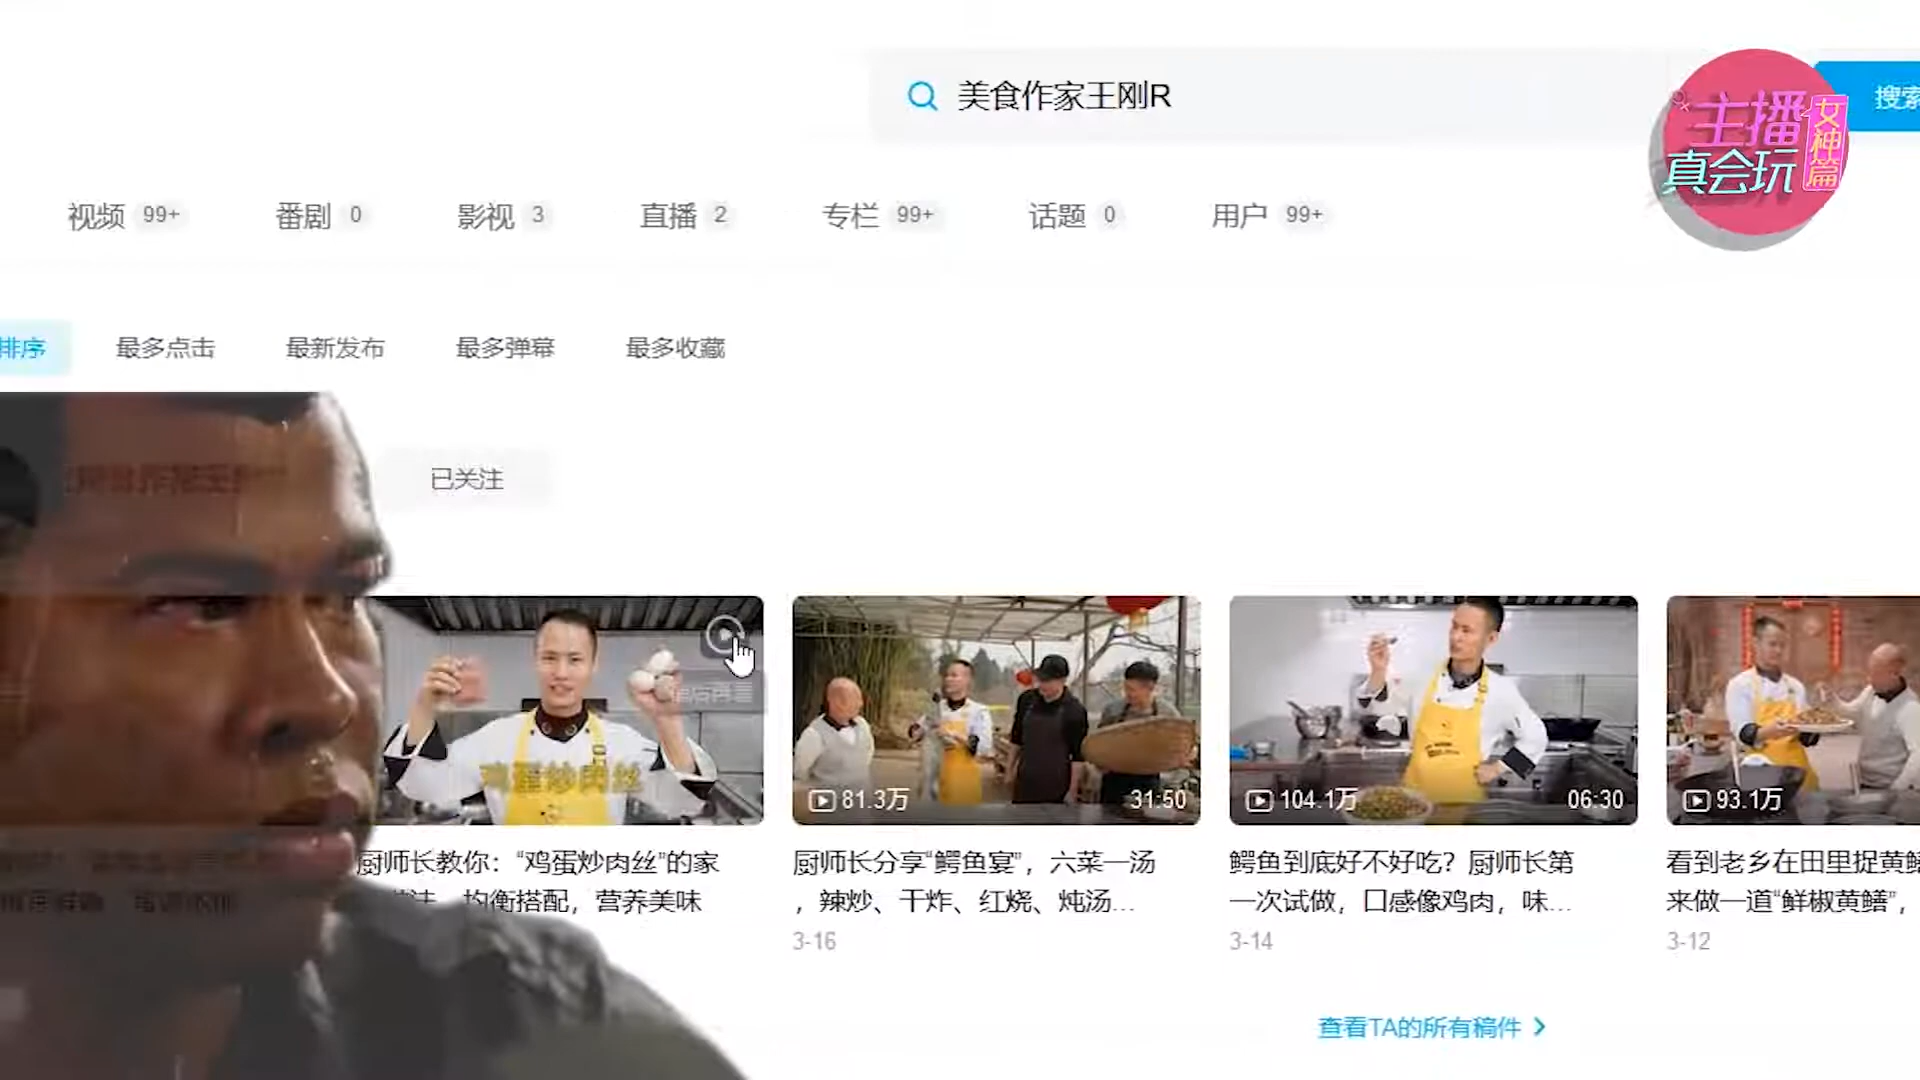 美食作家王刚R
搜索
主播
真会玩
女神篇
视频 99+ 番剧 0 影视 3 直播 2 专栏 99+ 话题 0 用户 99+
排序 最多点击 最新发布 最多弹幕 最多收藏
已关注
鸡蛋炒肉丝
81.3万 31:50
104.1万 06:30
93.1万
厨师长教你：“鸡蛋炒肉丝”的家
均衡搭配，营养美味
厨师长分享“鳄鱼宴”，六菜一汤
，辣炒、干炸、红烧、炖汤...
3-16
鳄鱼到底好不好吃？厨师长第
一次试做，口感像鸡肉，味...
3-14
看到老乡在田里捉黄鳝
来做一道“鲜椒黄鳝”，
3-12
查看TA的所有稿件 >